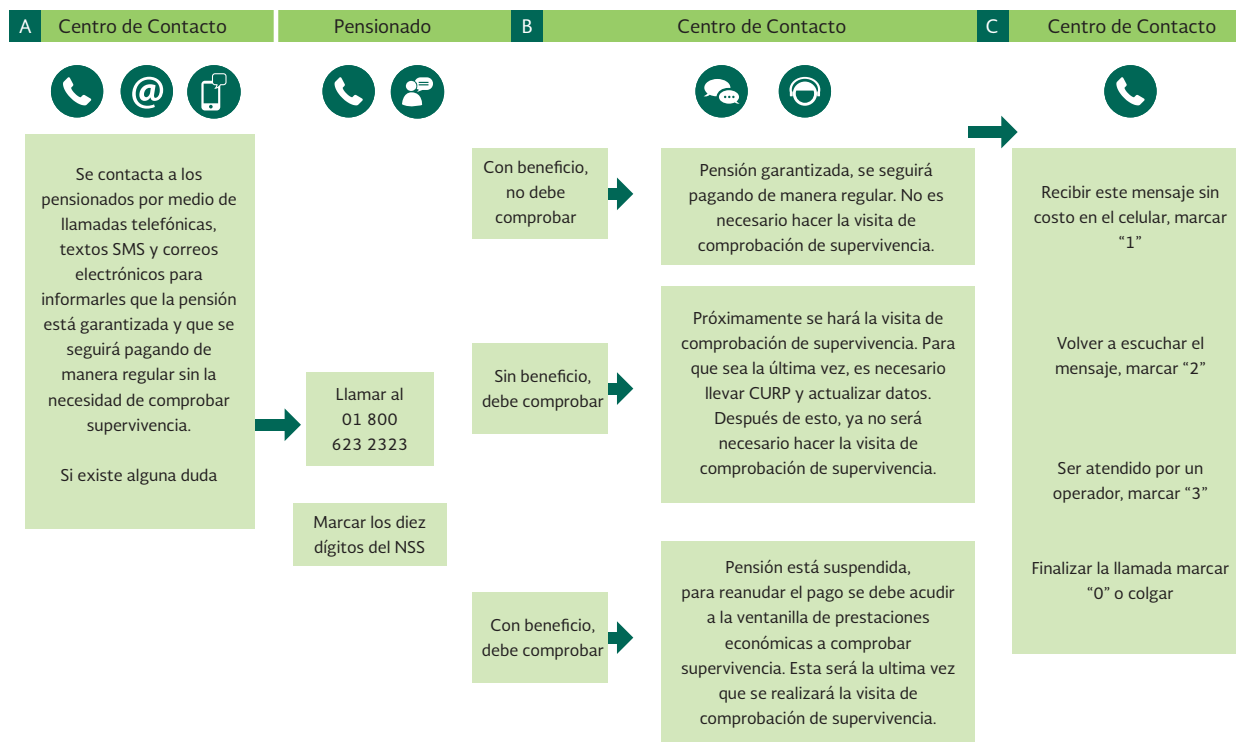 A Centro de Contacto
Pensionado
B Centro de Contacto
C Centro de Contacto
Se contacta a los
pensionados por medio de
llamadas telefónicas,
textos SMS y correos
electrónicos para
informarles que la pensión
está garantizada y que se
seguirá pagando de
manera regular sin la
necesidad de comprobar
supervivencia.
Si existe alguna duda
Llamar al
01 800
623 2323
Marcar los diez
dígitos del NSS
Con beneficio,
no debe
comprobar
Pensión garantizada, se seguirá
pagando de manera regular. No es
necesario hacer la visita de
comprobación de supervivencia.
Sin beneficio,
debe comprobar
Próximamente se hará la visita de
comprobación de supervivencia. Para
que sea la última vez, es necesario
llevar CURP y actualizar datos.
Después de esto, ya no será
necesario hacer la visita de
comprobación de supervivencia.
Con beneficio,
debe comprobar
Pensión está suspendida,
para reanudar el pago se debe acudir
a la ventanilla de prestaciones
económicas a comprobar
supervivencia. Esta será la ultima vez
que se realizará la visita de
comprobación de supervivencia.
Recibir este mensaje sin
costo en el celular, marcar
“1”
Volver a escuchar el
mensaje, marcar “2”
Ser atendido por un
operador, marcar “3”
Finalizar la llamada marcar
“0” o colgar